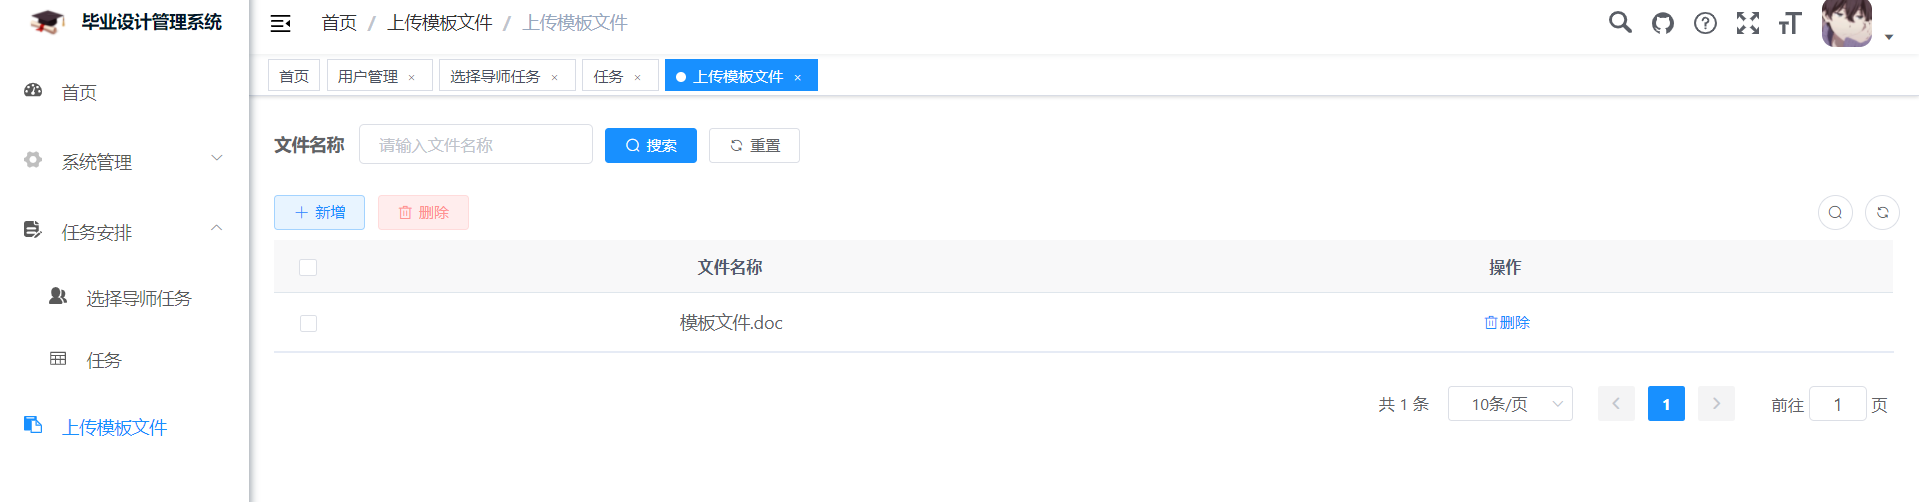 毕业设计管理系统
首页 / 上传模板文件 / 上传模板文件
首页
用户管理 ×
选择导师任务 ×
任务 ×
上传模板文件 ×
首页
系统管理
任务安排
选择导师任务
任务
上传模板文件
文件名称 请输入文件名称 搜索 重置
+ 新增 删除
文件名称 操作
模板文件.doc 删除
共 1 条 10条/页 < 1 > 前往 1 页